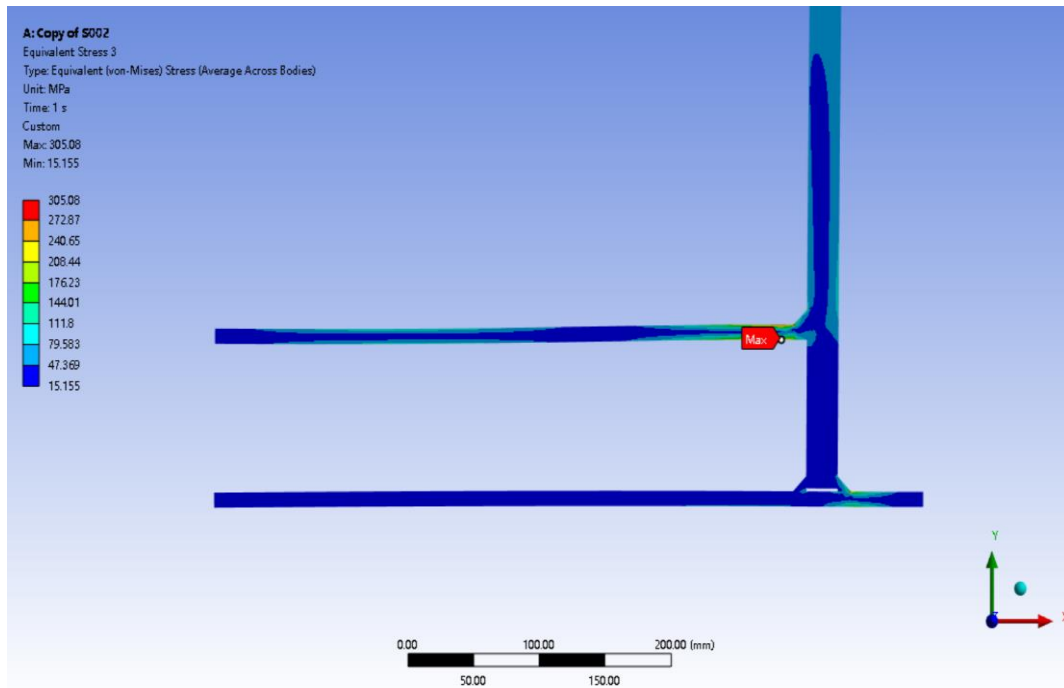 A: Copy of S002
Equivalent Stress 3
Type: Equivalent (von-Mises) Stress (Average Across Bodies)
Unit: MPa
Time: 1 s
Custom
Max: 305.08
Min: 15.155
305.08
272.87
240.65
208.44
176.23
144.01
111.8
79.583
47.369
15.155
Max
Y
0.00 100.00 200.00 (mm)
50.00 150.00